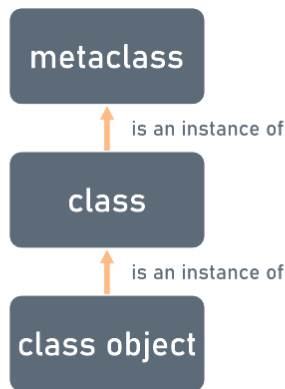 metaclass
is an instance of
class
is an instance of
class object